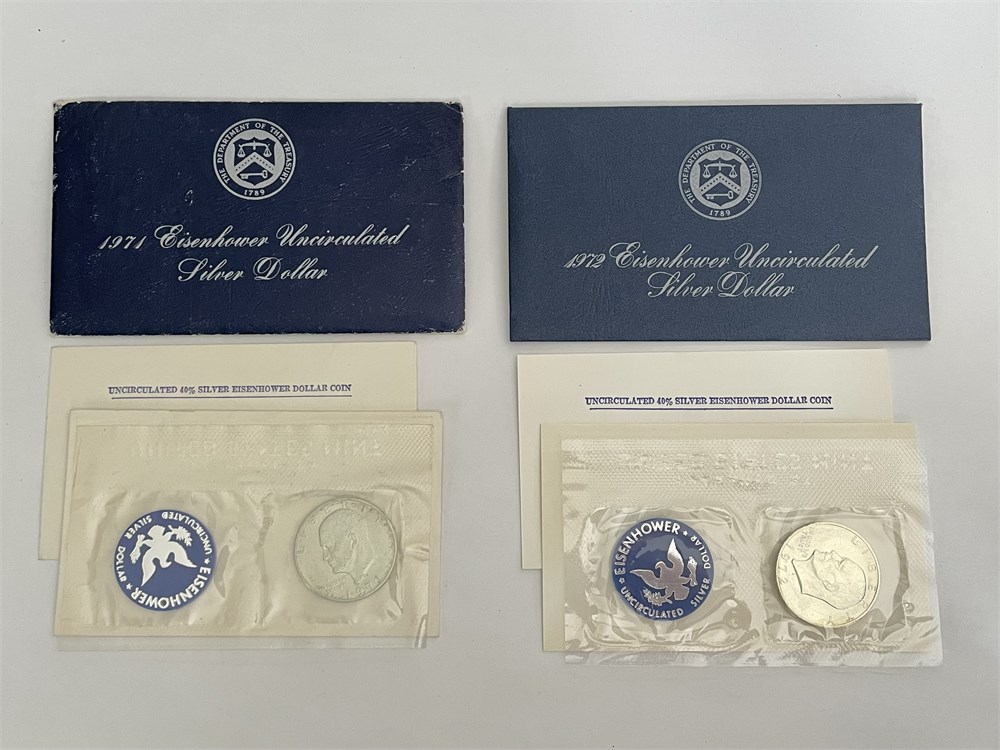 THE DEPARTMENT OF THE TREASURY
1789
1971 Eisenhower Uncirculated
Silver Dollar
THE DEPARTMENT OF THE TREASURY
1789
1972 Eisenhower Uncirculated
Silver Dollar
UNCIRCULATED 40% SILVER EISENHOWER DOLLAR COIN
EISENHOWER
UNCIRCULATED
SILVER
DOLLAR
UNCIRCULATED 40% SILVER EISENHOWER DOLLAR COIN
EISENHOWER
DOLLAR
UNCIRCULATED SILVER
LIBERTY
1972